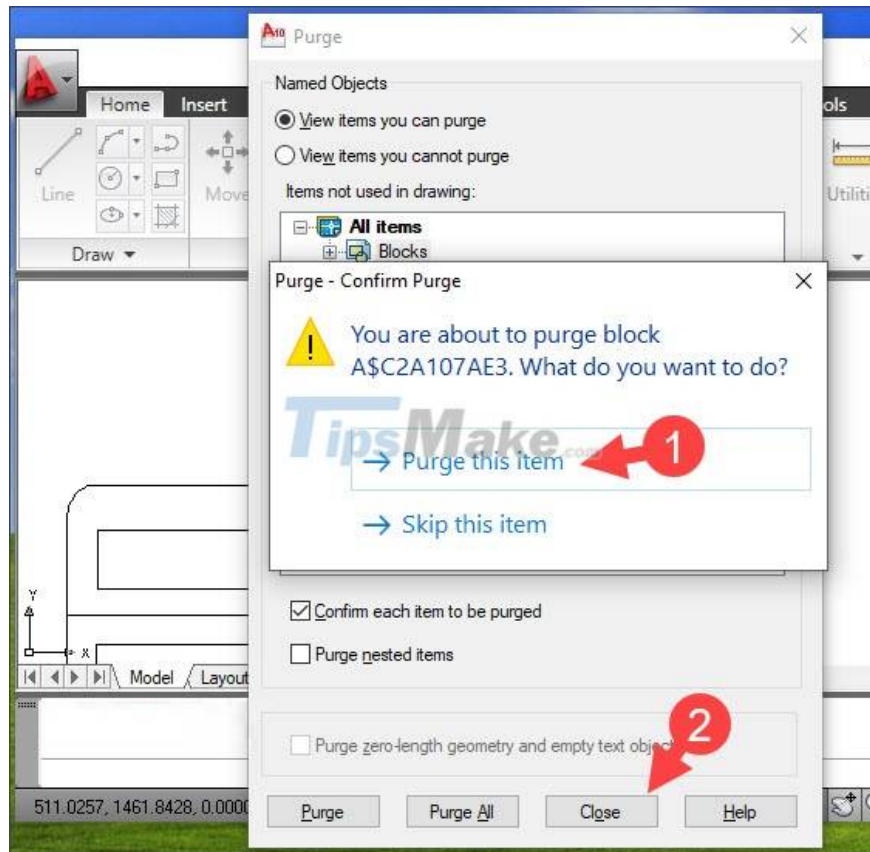 A10 Purge
Named Objects
View items you can purge
View items you cannot purge
Items not used in drawing:
All items
Blocks
Home Insert
ols
Line
Move
Utiliti
Draw
Purge - Confirm Purge
You are about to purge block
A$C2A107AE3. What do you want to do?
TipsMake.com
Purge this item
1
Skip this item
Confirm each item to be purged
Purge nested items
Y
X
Model Layout
2
Purge zero-length geometry and empty text objec
511.0257, 1461.8428, 0.0000
Purge Purge All Close Help